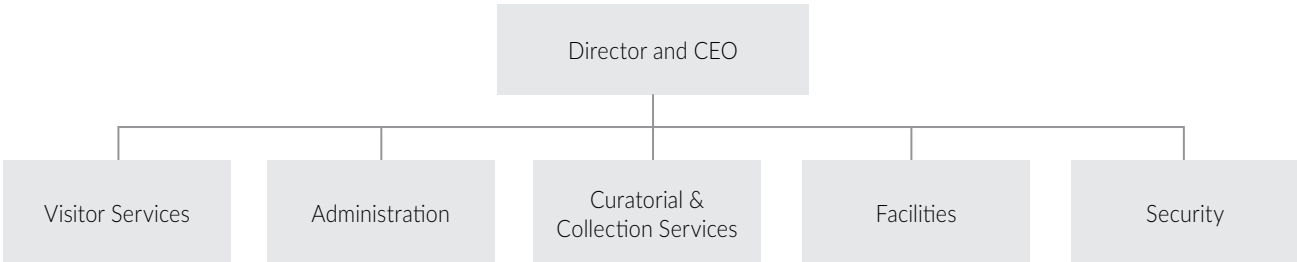 Director and CEO
Visitor Services
Administration
Curatorial &
Collection Services
Facilities
Security